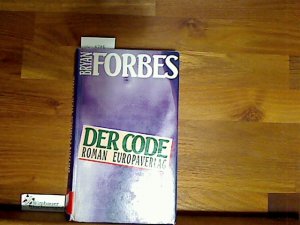 BRYAN
FORBES
DER CODE
ROMAN EUROPAVERLAG